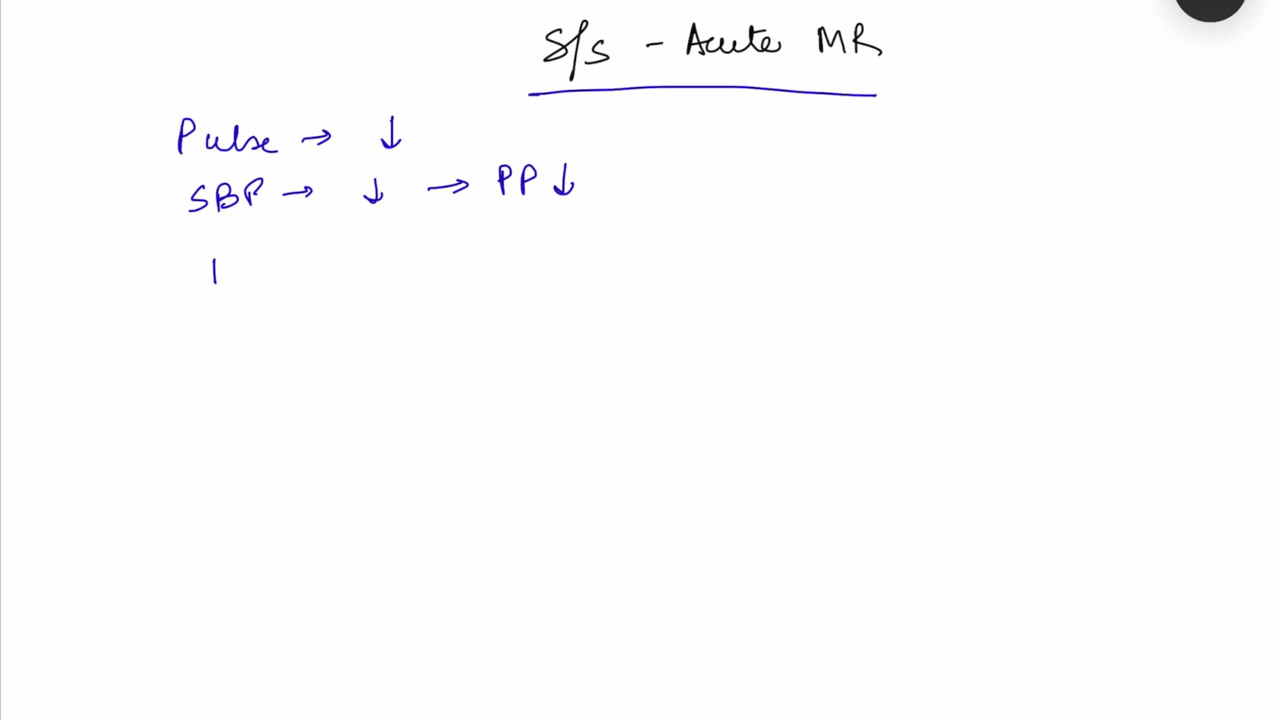 S/s - Acute MR
Pulse → ↓
SBP → ↓ → PP ↓